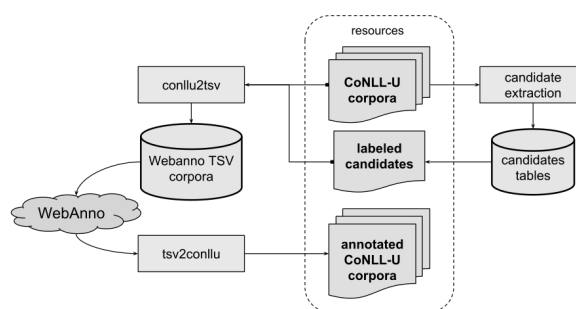 resources
conllu2tsv
CoNLL-U
corpora
candidate
extraction
Webanno TSV
corpora
labeled
candidates
candidates
tables
WebAnno
tsv2conllu
annotated
CoNLL-U
corpora